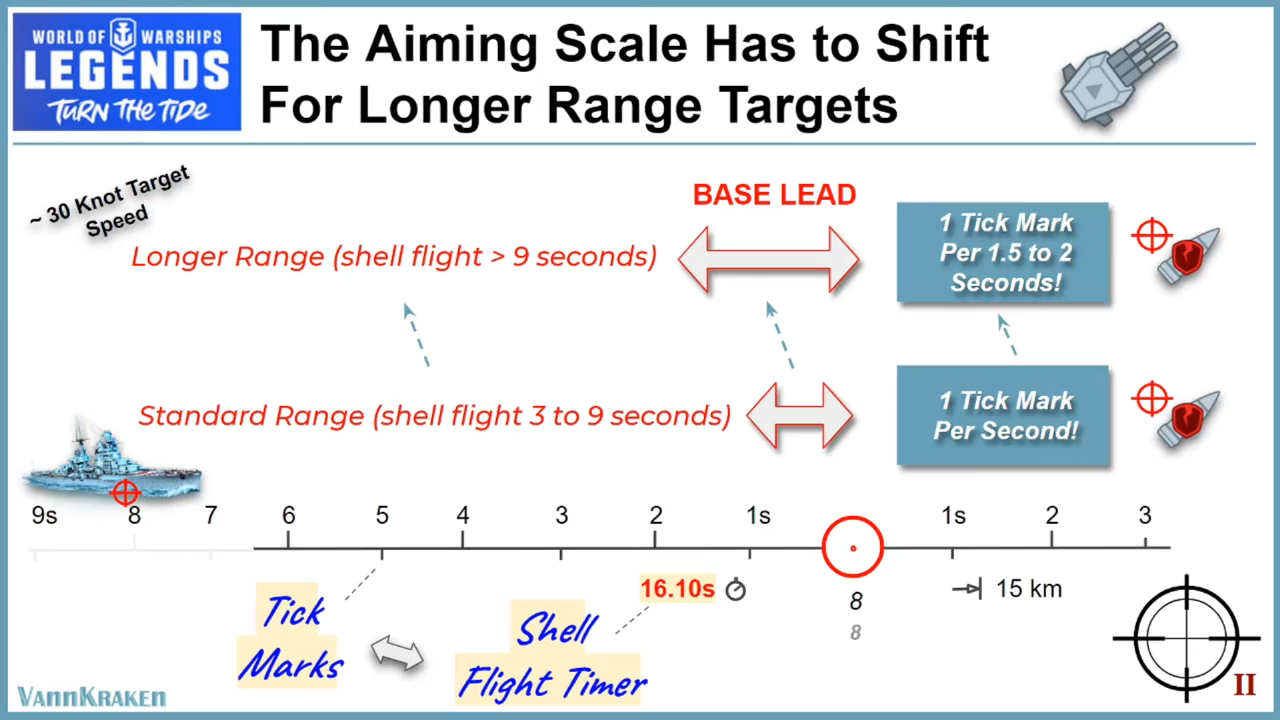 WORLD OF WARSHIPS
LEGENDS
TURN THE TIDE
The Aiming Scale Has to Shift
For Longer Range Targets
~ 30 Knot Target
Speed
BASE LEAD
Longer Range (shell flight > 9 seconds)
1 Tick Mark
Per 1.5 to 2
Seconds!
Standard Range (shell flight 3 to 9 seconds)
1 Tick Mark
Per Second!
9s 8 7 6 5 4 3 2 1s 1s 2 3
16.10s
8
8
15 km
Tick
Marks
Shell
Flight Timer
VannKraken
II